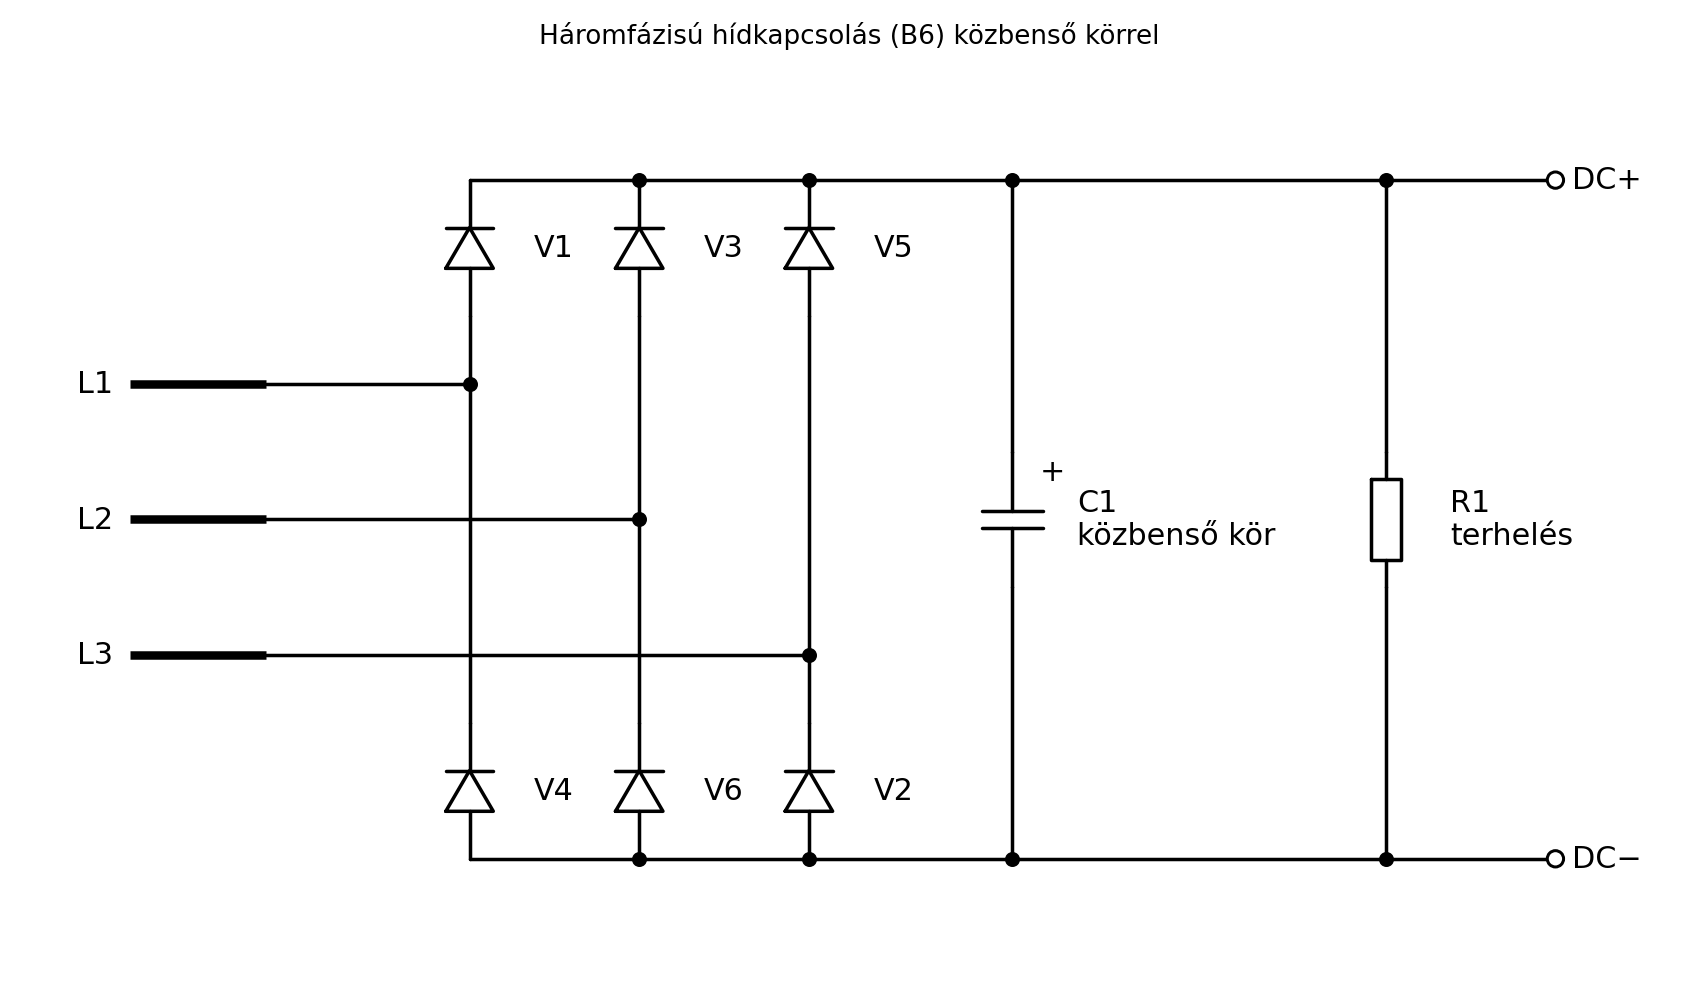 Háromfázisú hídkapcsolás (B6) közbenső körrel
DC+
V1
V3
V5
L1
L2
L3
+
C1
közbenső kör
R1
terhelés
V4
V6
V2
DC−